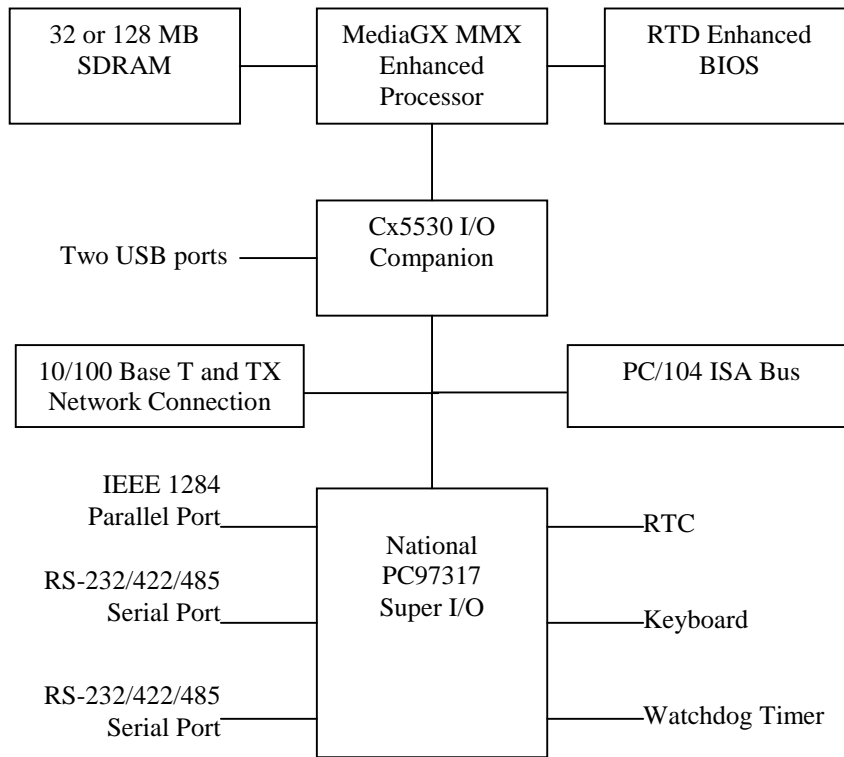 32 or 128 MB
SDRAM
MediaGX MMX
Enhanced
Processor
RTD Enhanced
BIOS
Cx5530 I/O
Companion
Two USB ports
10/100 Base T and TX
Network Connection
PC/104 ISA Bus
IEEE 1284
Parallel Port
RS-232/422/485
Serial Port
RS-232/422/485
Serial Port
National
PC97317
Super I/O
RTC
Keyboard
Watchdog Timer